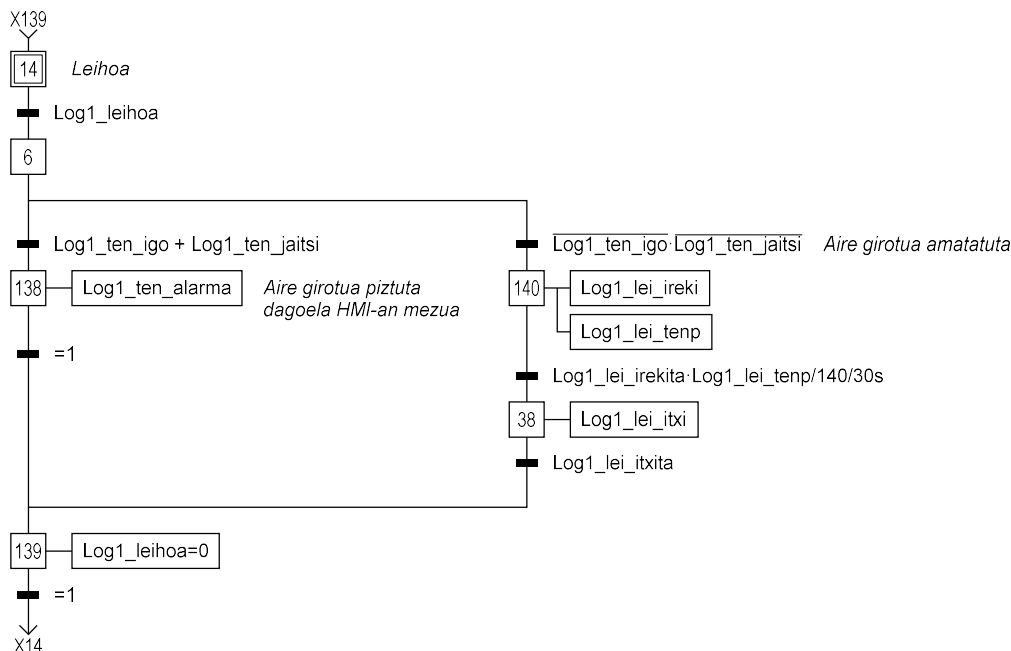 X139
14
Leihoa
Log1_leihoa
6
Log1_ten_igo + Log1_ten_jaitsi
Log1_ten_igo·Log1_ten_jaitsi
Aire girotua amatatuta
138
Log1_ten_alarma
Aire girotua piztuta
dagoela HMI-an mezua
140
Log1_lei_ireki
Log1_lei_tenp
=1
Log1_lei_irekita·Log1_lei_tenp/140/30s
38
Log1_lei_itxi
Log1_lei_itxita
139
Log1_leihoa=0
=1
X14